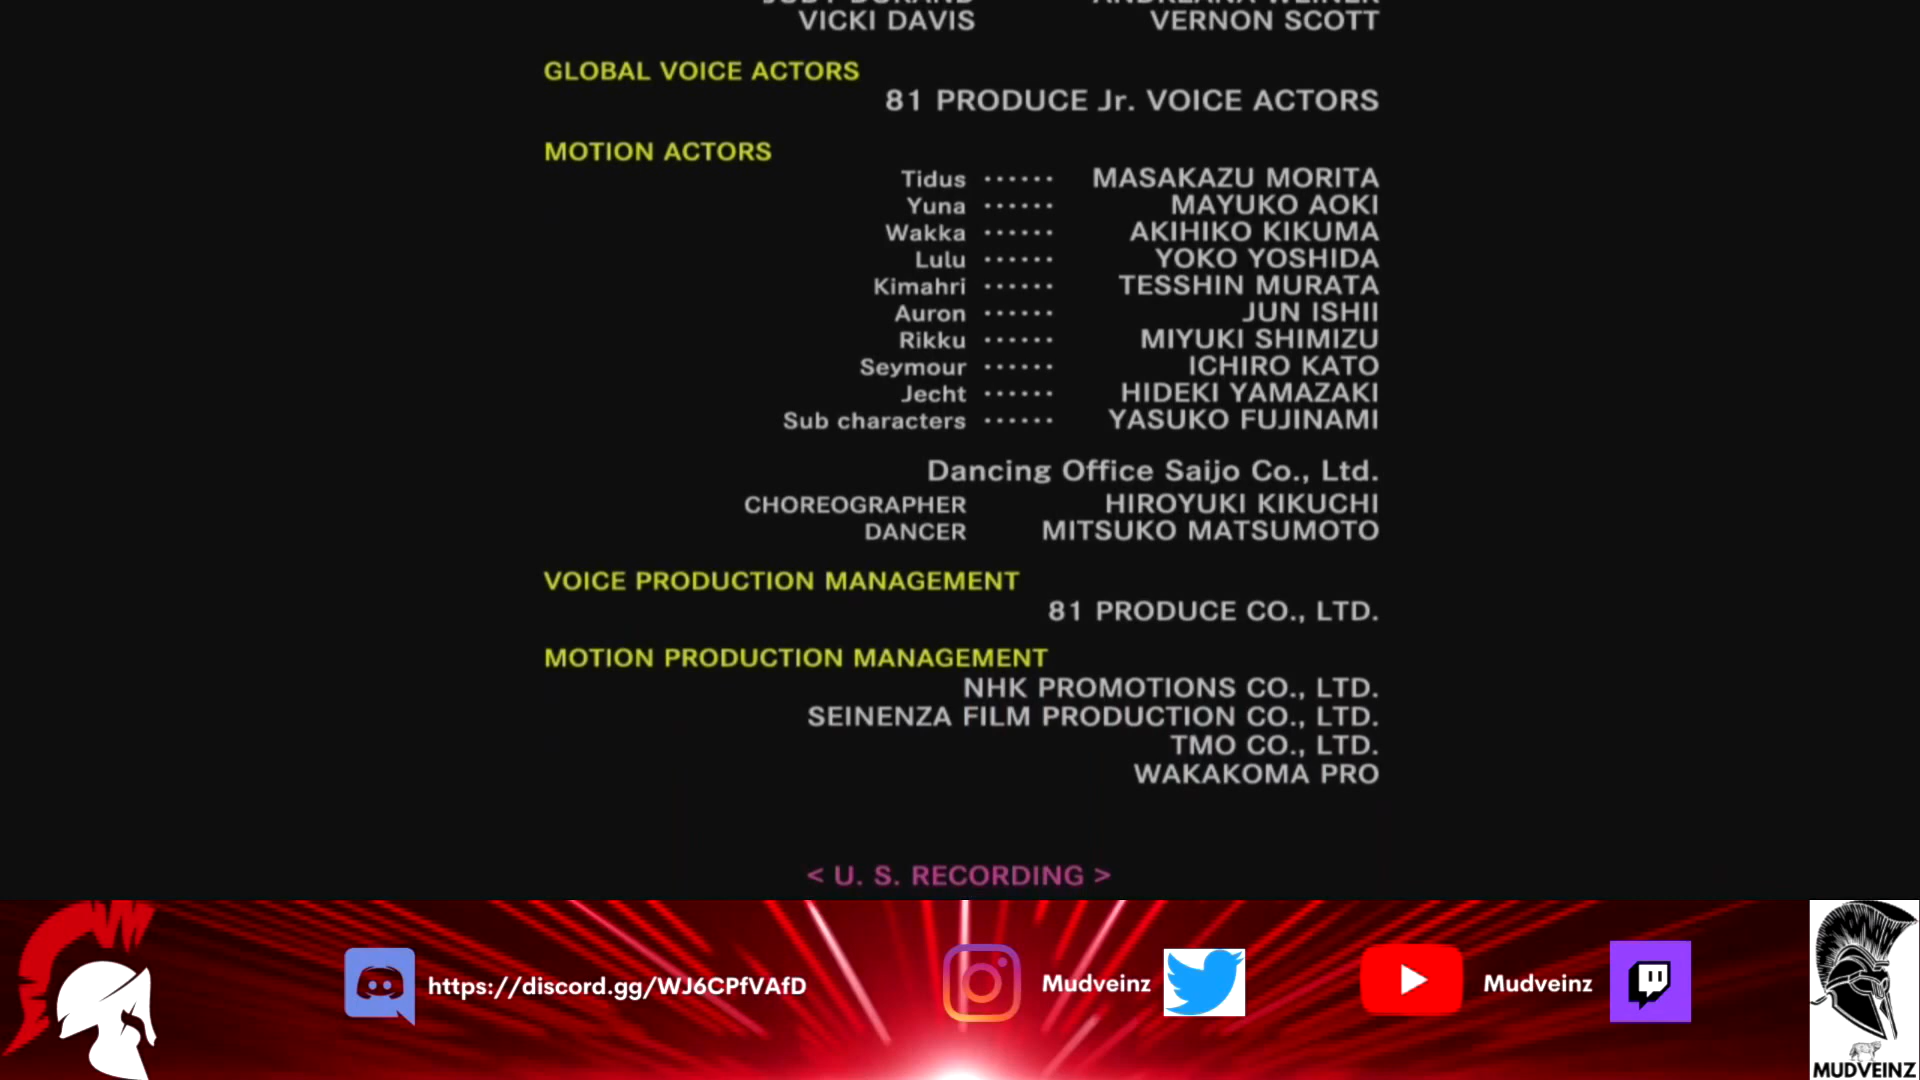 JUDY DURAND ANDREANA WEINER
VICKI DAVIS VERNON SCOTT
GLOBAL VOICE ACTORS
81 PRODUCE Jr. VOICE ACTORS
MOTION ACTORS
Tidus ······ MASAKAZU MORITA
Yuna ······ MAYUKO AOKI
Wakka ······ AKIHIKO KIKUMA
Lulu ······ YOKO YOSHIDA
Kimahri ······ TESSHIN MURATA
Auron ······ JUN ISHII
Rikku ······ MIYUKI SHIMIZU
Seymour ······ ICHIRO KATO
Jecht ······ HIDEKI YAMAZAKI
Sub characters ······ YASUKO FUJINAMI
Dancing Office Saijo Co., Ltd.
CHOREOGRAPHER HIROYUKI KIKUCHI
DANCER MITSUKO MATSUMOTO
VOICE PRODUCTION MANAGEMENT
81 PRODUCE CO., LTD.
MOTION PRODUCTION MANAGEMENT
NHK PROMOTIONS CO., LTD.
SEINENZA FILM PRODUCTION CO., LTD.
TMO CO., LTD.
WAKAKOMA PRO
< U. S. RECORDING >
https://discord.gg/WJ6CPfVAfD Mudveinz Mudveinz
MUDVEINZ